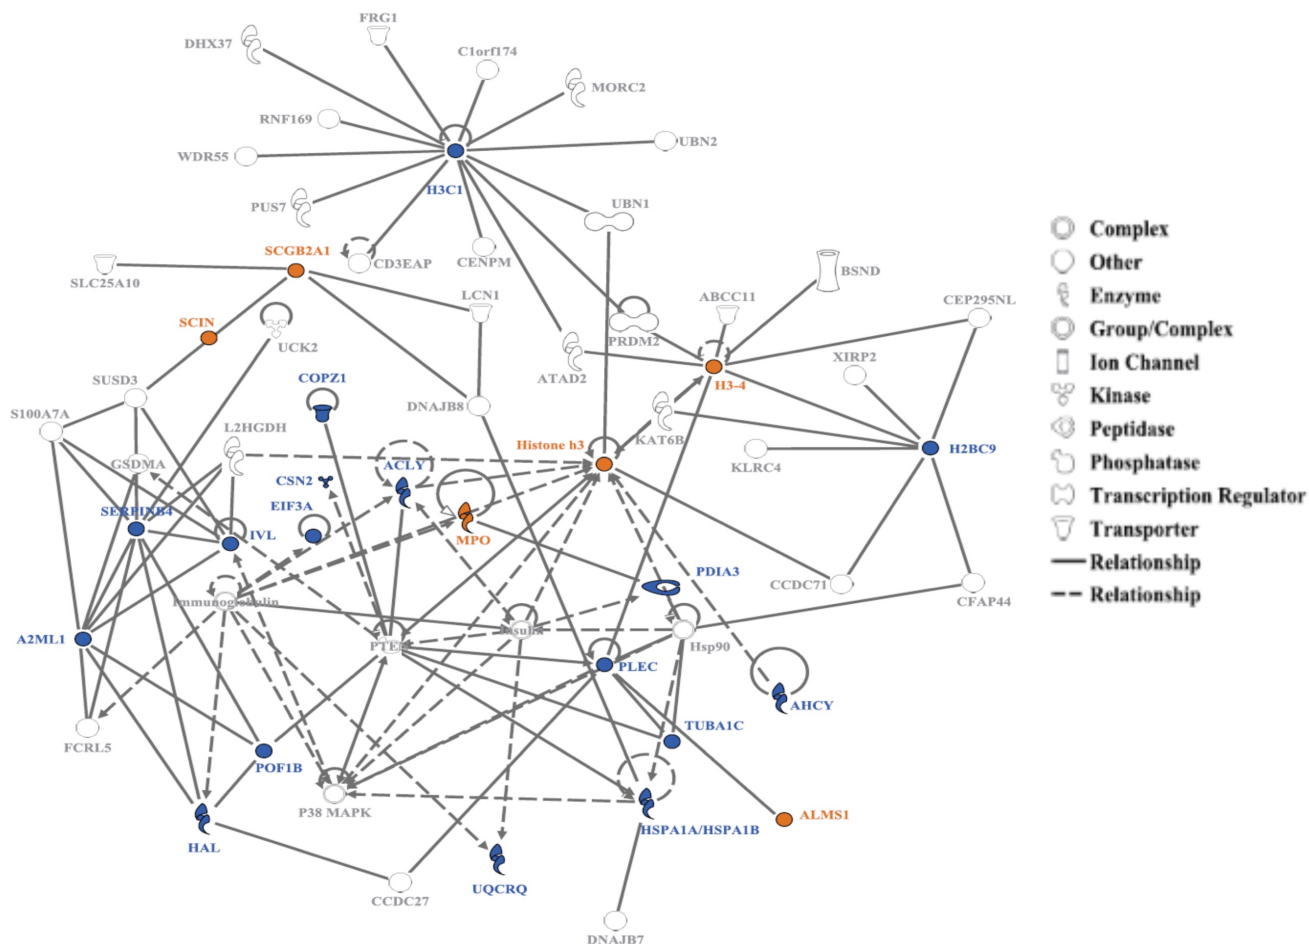 FRG1
DHX37
C1orf174
MORC2
RNF169
UBN2
WDR55
H3C1
PUS7
UBN1
SCGB2A1
CD3EAP
CENPM
SLC25A10
BSND
LCN1
ABCC11
CEP295NL
SCIN
UCK2
PRDM2
XIRP2
ATAD2
COPZ1
H3-4
SUSD3
S100A7A
DNAJB8
L2HGDH
KAT6B
Histone h3
GSDMA
ACLY
KLRC4
H2BC9
CSN2
EIF3A
SERPINB4
IVL
MPO
PDIA3
CCDC71
CFAP44
Immunoglobulin
Insulin
A2ML1
PTEN
Hsp90
PLEC
AHCY
TUBA1C
FCRL5
POF1B
P38 MAPK
ALMS1
HSPA1A/HSPA1B
HAL
UQCRQ
CCDC27
DNAJB7
Complex
Other
Enzyme
Group/Complex
Ion Channel
Kinase
Peptidase
Phosphatase
Transcription Regulator
Transporter
Relationship
Relationship